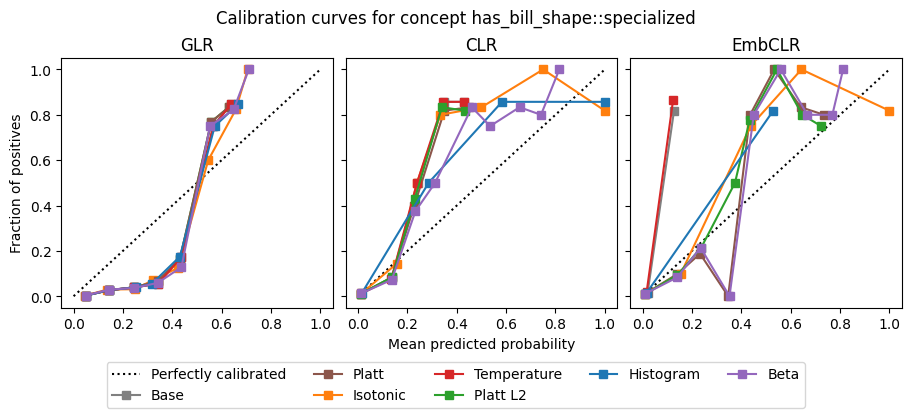 Calibration curves for concept has_bill_shape::specialized
GLR CLR EmbCLR
Fraction of positives
1.0
0.8
0.6
0.4
0.2
0.0
0.0 0.2 0.4 0.6 0.8 1.0 0.0 0.2 0.4 0.6 0.8 1.0 0.0 0.2 0.4 0.6 0.8 1.0
Mean predicted probability
Perfectly calibrated Platt Temperature Histogram Beta
Base Isotonic Platt L2